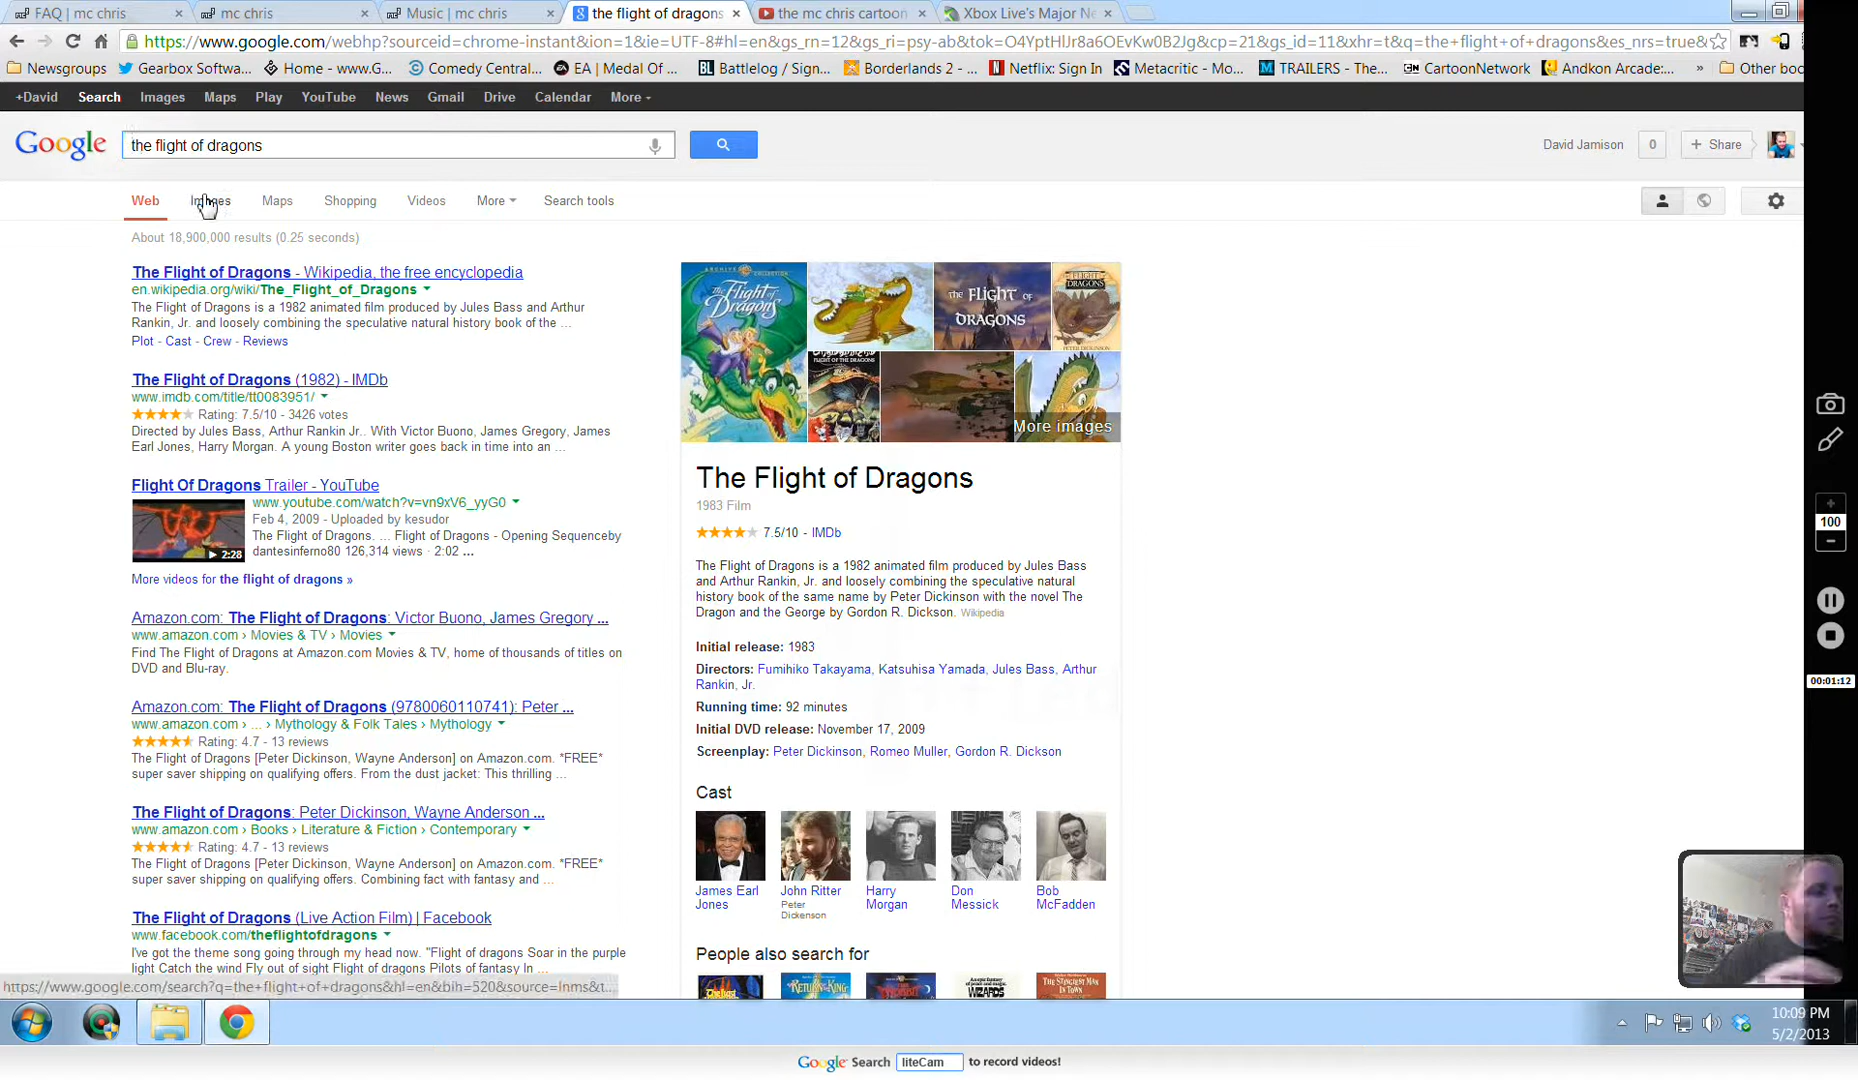 FAQ | mc chris
mc chris
Music | mc chris
the flight of dragons
the mc chris cartoon
Xbox Live's Major Ne
https://www.google.com/webhp?sourceid=chrome-instant&ion=1&ie=UTF-8#hl=en&gs_rn=12&gs_ri=psy-ab&tok=O4YptHlJr8a6OEvKw0B2Jg&cp=21&gs_id=11&xhr=t&q=the+flight+of+dragons&es_nrs=true&
Newsgroups
Gearbox Softwa...
Home - www.G...
Comedy Central...
EA | Medal Of ...
Battlelog / Sign...
Borderlands 2 - ...
Netflix: Sign In
Metacritic - Mo...
TRAILERS - The...
CartoonNetwork
Andkon Arcade:...
»
Other boo
+David Search Images Maps Play YouTube News Gmail Drive Calendar More
Google
the flight of dragons
David Jamison
0
+ Share
Web Images Maps Shopping Videos More Search tools
About 18,900,000 results (0.25 seconds)
The Flight of Dragons - Wikipedia, the free encyclopedia
en.wikipedia.org/wiki/The_Flight_of_Dragons
The Flight of Dragons is a 1982 animated film produced by Jules Bass and Arthur
Rankin, Jr. and loosely combining the speculative natural history book of the ...
Plot - Cast - Crew - Reviews
The Flight of Dragons (1982) - IMDb
www.imdb.com/title/tt0083951/
Rating: 7.5/10 - 3426 votes
Directed by Jules Bass, Arthur Rankin Jr.. With Victor Buono, James Gregory, James
Earl Jones, Harry Morgan. A young Boston writer goes back in time into an ...
Flight Of Dragons Trailer - YouTube
www.youtube.com/watch?v=vn9xV6_yyG0
Feb 4, 2009 - Uploaded by kesudor
The Flight of Dragons. ... Flight of Dragons - Opening Sequenceby
dantesinferno80 126,314 views · 2:02 ...
2:28
More videos for the flight of dragons »
Amazon.com: The Flight of Dragons: Victor Buono, James Gregory ...
www.amazon.com › Movies & TV › Movies
Find The Flight of Dragons at Amazon.com Movies & TV, home of thousands of titles on
DVD and Blu-ray.
Amazon.com: The Flight of Dragons (9780060110741): Peter ...
www.amazon.com › ... › Mythology & Folk Tales › Mythology
Rating: 4.7 - 13 reviews
The Flight of Dragons [Peter Dickinson, Wayne Anderson] on Amazon.com. *FREE*
super saver shipping on qualifying offers. From the dust jacket: This thrilling ...
The Flight of Dragons: Peter Dickinson, Wayne Anderson ...
www.amazon.com › Books › Literature & Fiction › Contemporary
Rating: 4.7 - 13 reviews
The Flight of Dragons [Peter Dickinson, Wayne Anderson] on Amazon.com. *FREE*
super saver shipping on qualifying offers. Combining fact with fantasy and ...
The Flight of Dragons (Live Action Film) | Facebook
www.facebook.com/theflightofdragons
I've got the theme song going through my head now. "Flight of dragons Soar in the purple
light Catch the wind Fly out of sight Flight of dragons Pilots of fantasy In ...
https://www.google.com/search?q=the+flight+of+dragons&hl=en&bih=520&source=lnms&t...
The Flight of Dragons
THE FLIGHT OF DRAGONS
More images
The Flight of Dragons
1983 Film
7.5/10 - IMDb
The Flight of Dragons is a 1982 animated film produced by Jules Bass
and Arthur Rankin, Jr. and loosely combining the speculative natural
history book of the same name by Peter Dickinson with the novel The
Dragon and the George by Gordon R. Dickson. Wikipedia
Initial release: 1983
Directors: Fumihiko Takayama, Katsuhisa Yamada, Jules Bass, Arthur
Rankin, Jr.
Running time: 92 minutes
Initial DVD release: November 17, 2009
Screenplay: Peter Dickinson, Romeo Muller, Gordon R. Dickson
Cast
James Earl Jones
John Ritter
Peter Dickenson
Harry Morgan
Don Messick
Bob McFadden
People also search for
RETURN OF THE KING
WIZARDS
100
00:01:12
10:09 PM
5/2/2013
Google Search liteCam to record videos!